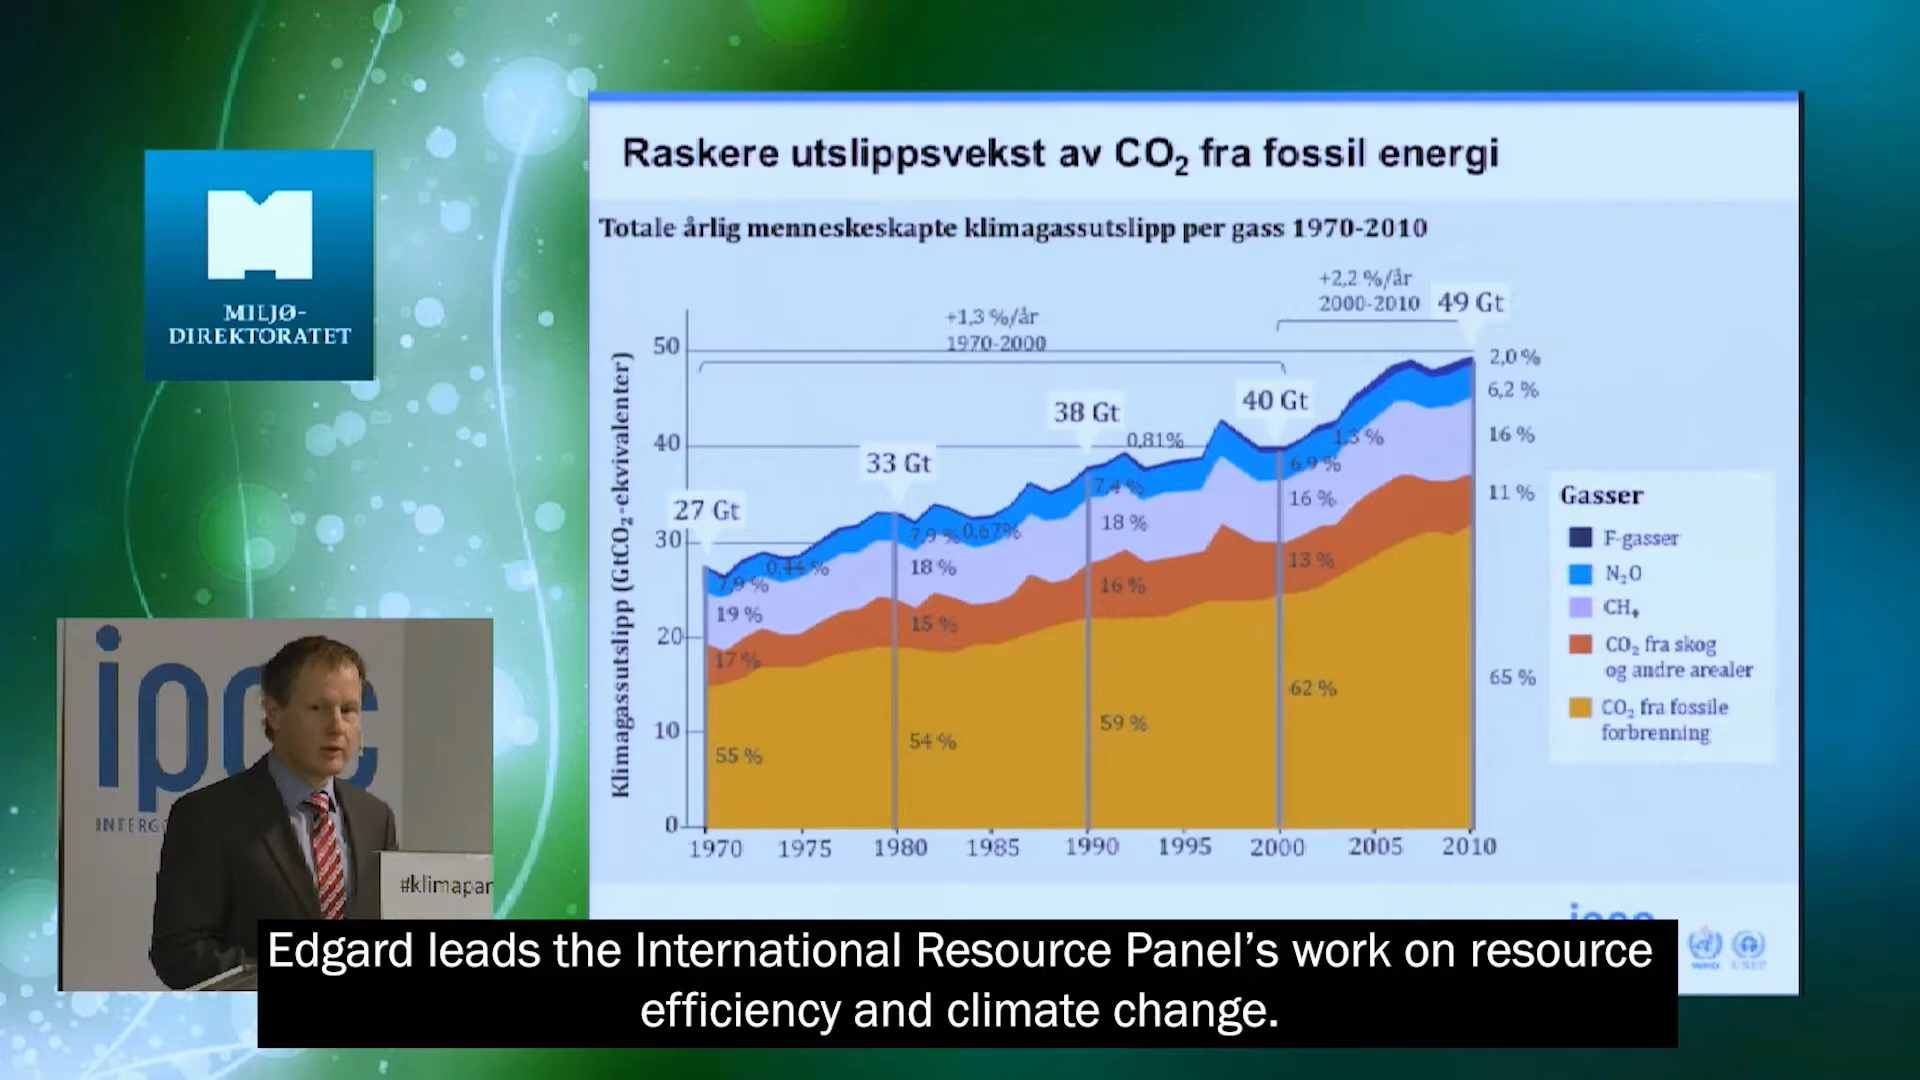 Raskere utslippsvekst av CO₂ fra fossil energi
Totale årlig menneskeskapte klimagassutslipp per gass 1970-2010
MILJØ-
DIREKTORATET
+1,3 %/år
1970-2000
+2,2 %/år
2000-2010
49 Gt
40 Gt
38 Gt
33 Gt
27 Gt
Klimagassutslipp (GtCO₂-ekvivalenter)
50
40
30
20
10
0
7,9 %
0,44 %
19 %
17 %
55 %
7,9 %
0,67%
18 %
15 %
54 %
0,81%
7,4 %
18 %
16 %
59 %
1,3 %
6,9 %
16 %
13 %
62 %
2,0 %
6,2 %
16 %
11 %
65 %
1970 1975 1980 1985 1990 1995 2000 2005 2010
Gasser
F-gasser
N₂O
CH₄
CO₂ fra skog
og andre arealer
CO₂ fra fossile
forbrenning
#klimapan
ipcc
WMO
UNEP
Edgard leads the International Resource Panel’s work on resource
efficiency and climate change.